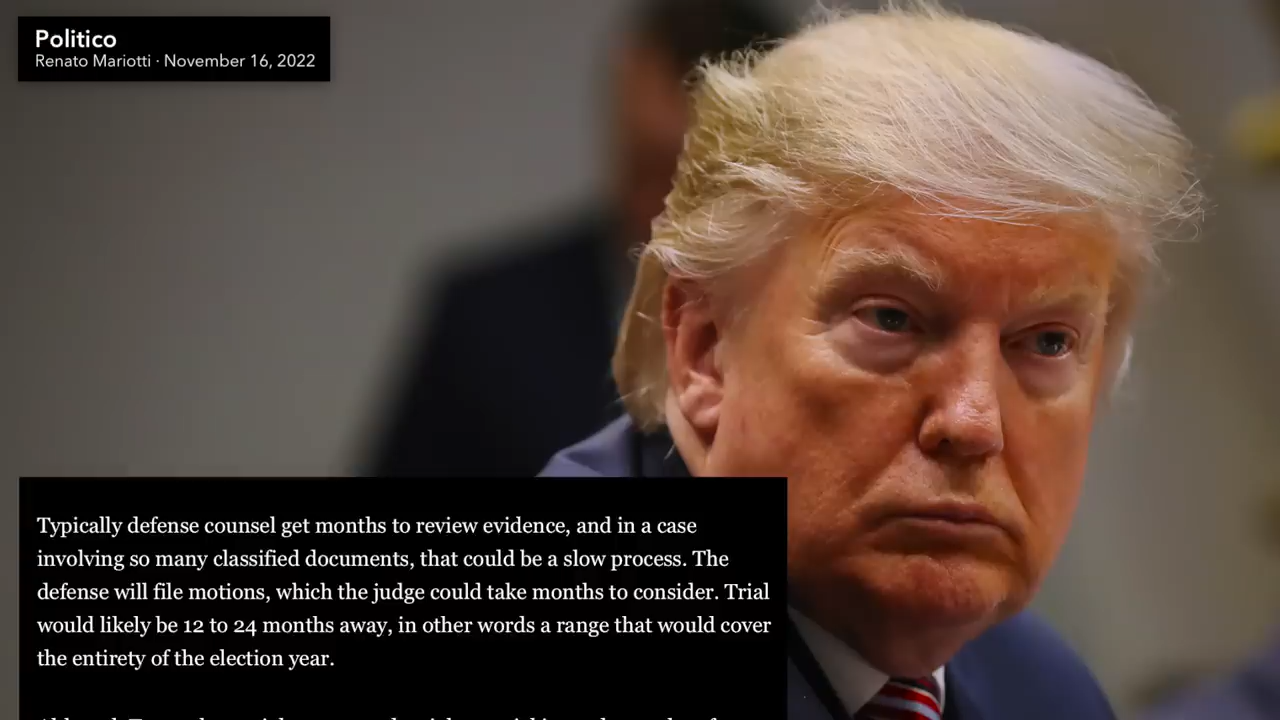 Politico
Renato Mariotti · November 16, 2022
Typically defense counsel get months to review evidence, and in a case
involving so many classified documents, that could be a slow process. The
defense will file motions, which the judge could take months to consider. Trial
would likely be 12 to 24 months away, in other words a range that would cover
the entirety of the election year.